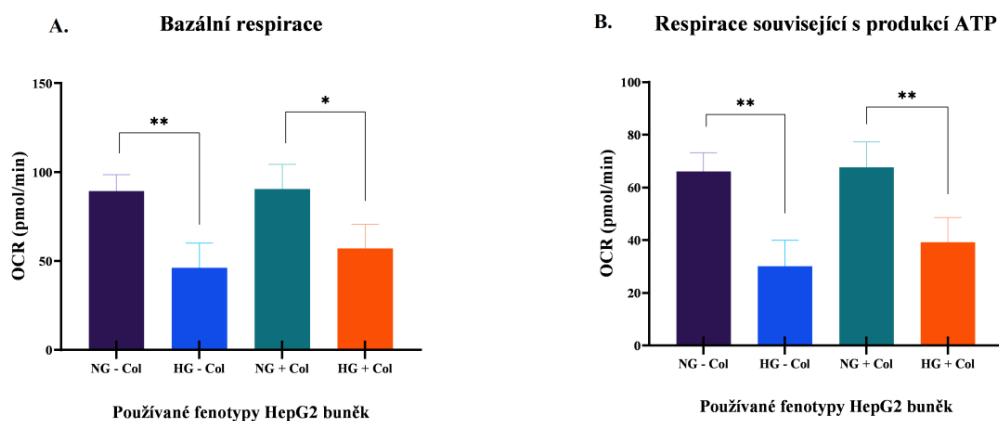 A.
Bazální respirace
OCR (pmol/min)
150
100
50
0
**
*
NG - Col
HG - Col
NG + Col
HG + Col
Používané fenotypy HepG2 buněk
B.
Respirace související s produkcí ATP
OCR (pmol/min)
100
80
60
40
20
0
**
**
NG - Col
HG - Col
NG + Col
HG + Col
Používané fenotypy HepG2 buněk